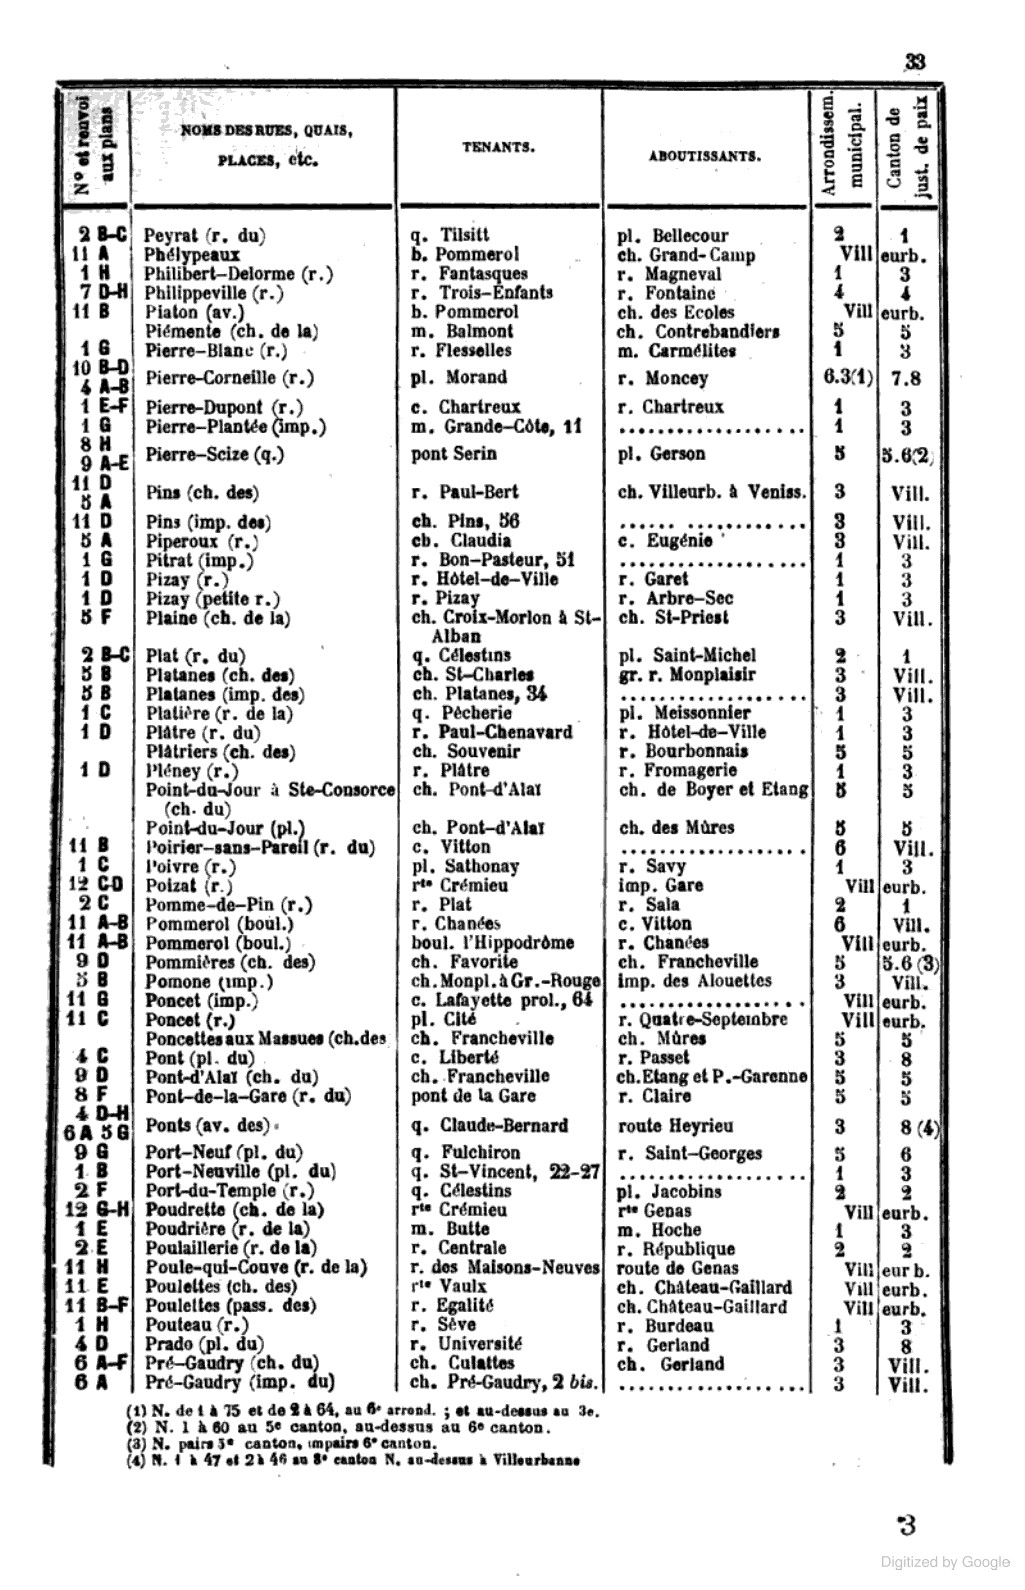 33
N° et renvoi aux plans | NOMS DES RUES, QUAIS, PLACES, etc. | TENANTS. | ABOUTISSANTS. | Arrondissem. municipal. | Canton de just. de paix
2 B-C Peyrat (r. du) q. Tilsitt pl. Bellecour 2 1
11 A Phélypeaux b. Pommerol ch. Grand-Camp Vill eurb.
1 H Philibert-Delorme (r.) r. Fantasques r. Magneval 1 3
7 D-H Philippeville (r.) r. Trois-Enfants r. Fontaine 4 4
11 B Piaton (av.) b. Pommerol ch. des Ecoles Vill eurb.
Piémente (ch. de la) m. Balmont ch. Contrebandiers 5 5
1 G Pierre-Blanc (r.) r. Flesselles m. Carmélites 1 3
10 B-D
4 A-B Pierre-Corneille (r.) pl. Morand r. Moncey 6.3(1) 7.8
1 E-F Pierre-Dupont (r.) c. Chartreux r. Chartreux 1 3
1 G Pierre-Plantée (imp.) m. Grande-Côte, 11 .................. 1 3
8 H
9 A-E Pierre-Scize (q.) pont Serin pl. Gerson 5 5.6(2)
11 D
5 A Pins (ch. des) r. Paul-Bert ch. Villeurb. à Veniss. 3 Vill.
11 D Pins (imp. des) ch. Pins, 56 .................. 3 Vill.
5 A Piperoux (r.) ch. Claudia c. Eugénie 3 Vill.
1 G Pitrat (imp.) r. Bon-Pasteur, 51 .................. 1 3
1 D Pizay (r.) r. Hôtel-de-Ville r. Garet 1 3
1 D Pizay (petite r.) r. Pizay r. Arbre-Sec 1 3
5 F Plaine (ch. de la) ch. Croix-Morlon à St- ch. St-Priest 3 Vill.
Alban
2 B-C Plat (r. du) q. Célestins pl. Saint-Michel 2 1
5 B Platanes (ch. des) ch. St-Charles gr. r. Monplaisir 3 Vill.
5 B Platanes (imp. des) ch. Platanes, 34 .................. 3 Vill.
1 C Platière (r. de la) q. Pêcherie pl. Meissonnier 1 3
1 D Plâtre (r. du) r. Paul-Chenavard r. Hôtel-de-Ville 1 3
Plâtriers (ch. des) ch. Souvenir r. Bourbonnais 5 5
1 D Pléney (r.) r. Plâtre r. Fromagerie 1 3
Point-du-Jour à Ste-Consorce ch. Pont-d'Alaï ch. de Boyer et Etang 5 5
(ch. du)
Point-du-Jour (pl.) ch. Pont-d'Alaï ch. des Mûres 5 5
11 B Poirier-sans-Pareil (r. du) c. Vitton .................. 6 Vill.
1 C Poivre (r.) pl. Sathonay r. Savy 1 3
12 C-D Poizat (r.) rte Crémieu imp. Gare Vill eurb.
2 C Pomme-de-Pin (r.) r. Plat r. Sala 2 1
11 A-B Pommerol (boul.) r. Chanées c. Vitton 6 Vill.
11 A-B Pommerol (boul.) boul. l'Hippodrôme r. Chanées Vill eurb.
9 D Pommières (ch. des) ch. Favorite ch. Francheville 5 5.6 (3)
5 B Pomone (imp.) ch. Monpl. à Gr.-Rouge imp. des Alouettes 3 Vill.
11 G Poncet (imp.) c. Lafayette prol., 64 .................. Vill eurb.
11 C Poncet (r.) pl. Cité r. Quatre-Septembre Vill eurb.
Poncettes aux Massues (ch. des ch. Francheville ch. Mûres 5 5
4 C Pont (pl. du) c. Liberté r. Passet 3 8
9 D Pont-d'Alaï (ch. du) ch. Francheville ch. Etang et P.-Garenne 5 5
8 F Pont-de-la-Gare (r. du) pont de la Gare r. Claire 5 5
4 D-H
6 A 5 G Ponts (av. des) q. Claude-Bernard route Heyrieu 3 8 (4)
9 G Port-Neuf (pl. du) q. Fulchiron r. Saint-Georges 5 6
1 B Port-Neuville (pl. du) q. St-Vincent, 22-27 .................. 1 3
2 F Port-du-Temple (r.) q. Célestins pl. Jacobins 2 2
12 G-H Poudrette (ch. de la) rte Crémieu rte Genas Vill eurb.
1 E Poudrière (r. de la) m. Butte m. Hoche 1 3
2 E Poulaillerie (r. de la) r. Centrale r. République 2 2
11 H Poule-qui-Couve (r. de la) r. des Maisons-Neuves route de Genas Vill eurb.
11 E Poulettes (ch. des) rte Vaulx ch. Château-Gaillard Vill eurb.
11 B-F Poulettes (pass. des) r. Egalité ch. Château-Gaillard Vill eurb.
1 H Pouteau (r.) r. Sève r. Burdeau 1 3
4 D Prado (pl. du) r. Université r. Gerland 3 8
6 A-F Pré-Gaudry (ch. du) ch. Culattes ch. Gerland 3 Vill.
6 A Pré-Gaudry (imp. du) ch. Pré-Gaudry, 2 bis. .................. 3 Vill.
(1) N. de 1 à 75 et de 2 à 64, au 6e arrond. ; et au-dessus au 3e.
(2) N. 1 à 60 au 5e canton, au-dessus au 6e canton.
(3) N. pairs 5e canton, impairs 6e canton.
(4) N. 1 à 47 et 2 à 46 au 8e canton N. au-dessus à Villeurbanne
3
Digitized by Google